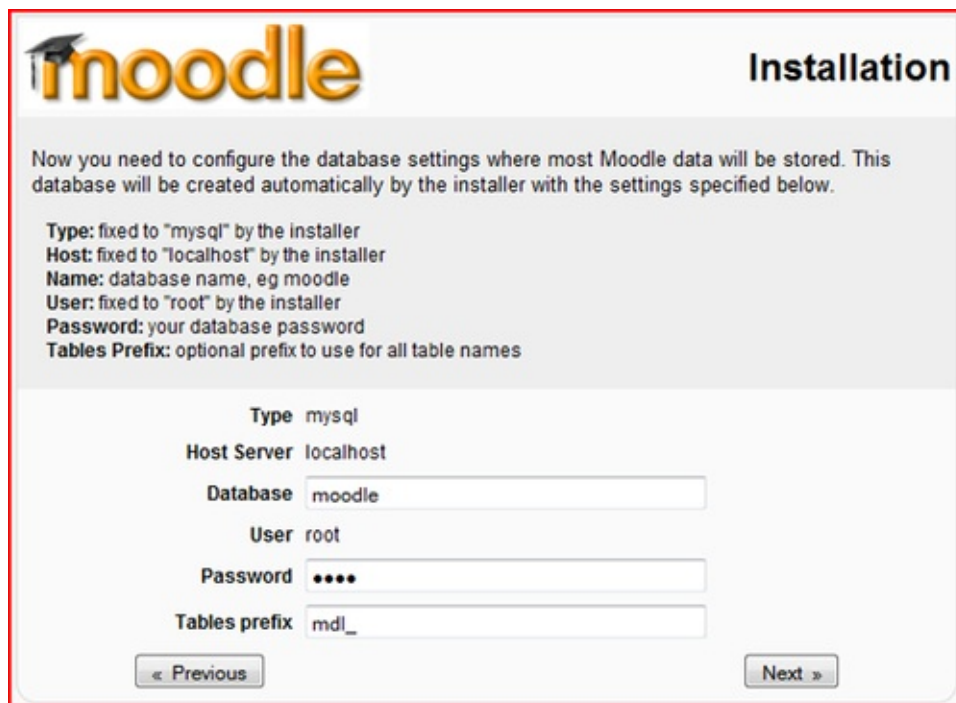 moodle
Installation
Now you need to configure the database settings where most Moodle data will be stored. This
database will be created automatically by the installer with the settings specified below.
Type: fixed to "mysql" by the installer
Host: fixed to "localhost" by the installer
Name: database name, eg moodle
User: fixed to "root" by the installer
Password: your database password
Tables Prefix: optional prefix to use for all table names
Type mysql
Host Server localhost
Database moodle
User root
Password ••••
Tables prefix mdl_
« Previous
Next »